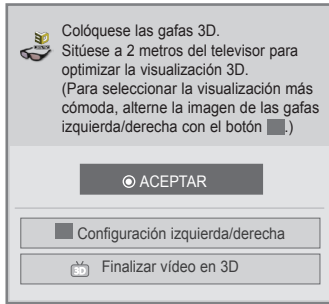 Colóquese las gafas 3D.
Sitúese a 2 metros del televisor para
optimizar la visualización 3D.
(Para seleccionar la visualización más
cómoda, alterne la imagen de las gafas
izquierda/derecha con el botón .)
ACEPTAR
Configuración izquierda/derecha
3D Finalizar vídeo en 3D